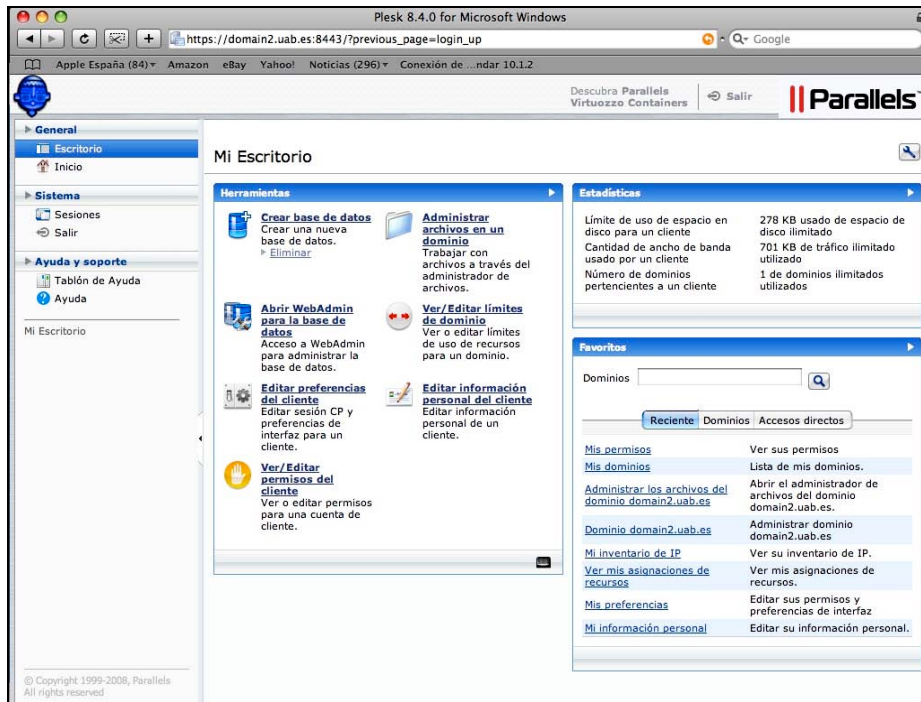 Plesk 8.4.0 for Microsoft Windows
https://domain2.uab.es:8443/?previous_page=login_up
Google
Apple España (84)
Amazon
eBay
Yahoo!
Noticias (296)
Conexión de ...ndar 10.1.2
Descubra Parallels
Virtuozzo Containers
Salir
Parallels
General
Escritorio
Inicio
Sistema
Sesiones
Salir
Ayuda y soporte
Tablón de Ayuda
Ayuda
Mi Escritorio
© Copyright 1999-2008, Parallels
All rights reserved
Mi Escritorio
Herramientas
Crear base de datos
Crear una nueva
base de datos.
Eliminar
Administrar
archivos en un
dominio
Trabajar con
archivos a través del
administrador de
archivos.
Abrir WebAdmin
para la base de
datos
Acceso a WebAdmin
para administrar la
base de datos.
Ver/Editar límites
de dominio
Ver o editar límites
de uso de recursos
para un dominio.
Editar preferencias
del cliente
Editar sesión CP y
preferencias de
interfaz para un
cliente.
Editar información
personal del cliente
Editar información
personal de un
cliente.
Ver/Editar
permisos del
cliente
Ver o editar permisos
para una cuenta de
cliente.
Estadísticas
Límite de uso de espacio en
disco para un cliente
278 KB usado de espacio de
disco ilimitado
Cantidad de ancho de banda
usado por un cliente
701 KB de tráfico ilimitado
utilizado
Número de dominios
pertencientes a un cliente
1 de dominios ilimitados
utilizados
Favoritos
Dominios
Reciente
Dominios
Accesos directos
Mis permisos
Ver sus permisos
Mis dominios
Lista de mis dominios.
Administrar los archivos del
dominio domain2.uab.es
Abrir el administrador de
archivos del dominio
domain2.uab.es.
Dominio domain2.uab.es
Administrar dominio
domain2.uab.es
Mi inventario de IP
Ver su inventario de IP.
Ver mis asignaciones de
recursos
Ver mis asignaciones de
recursos.
Mis preferencias
Editar sus permisos y
preferencias de interfaz
Mi información personal
Editar su información personal.